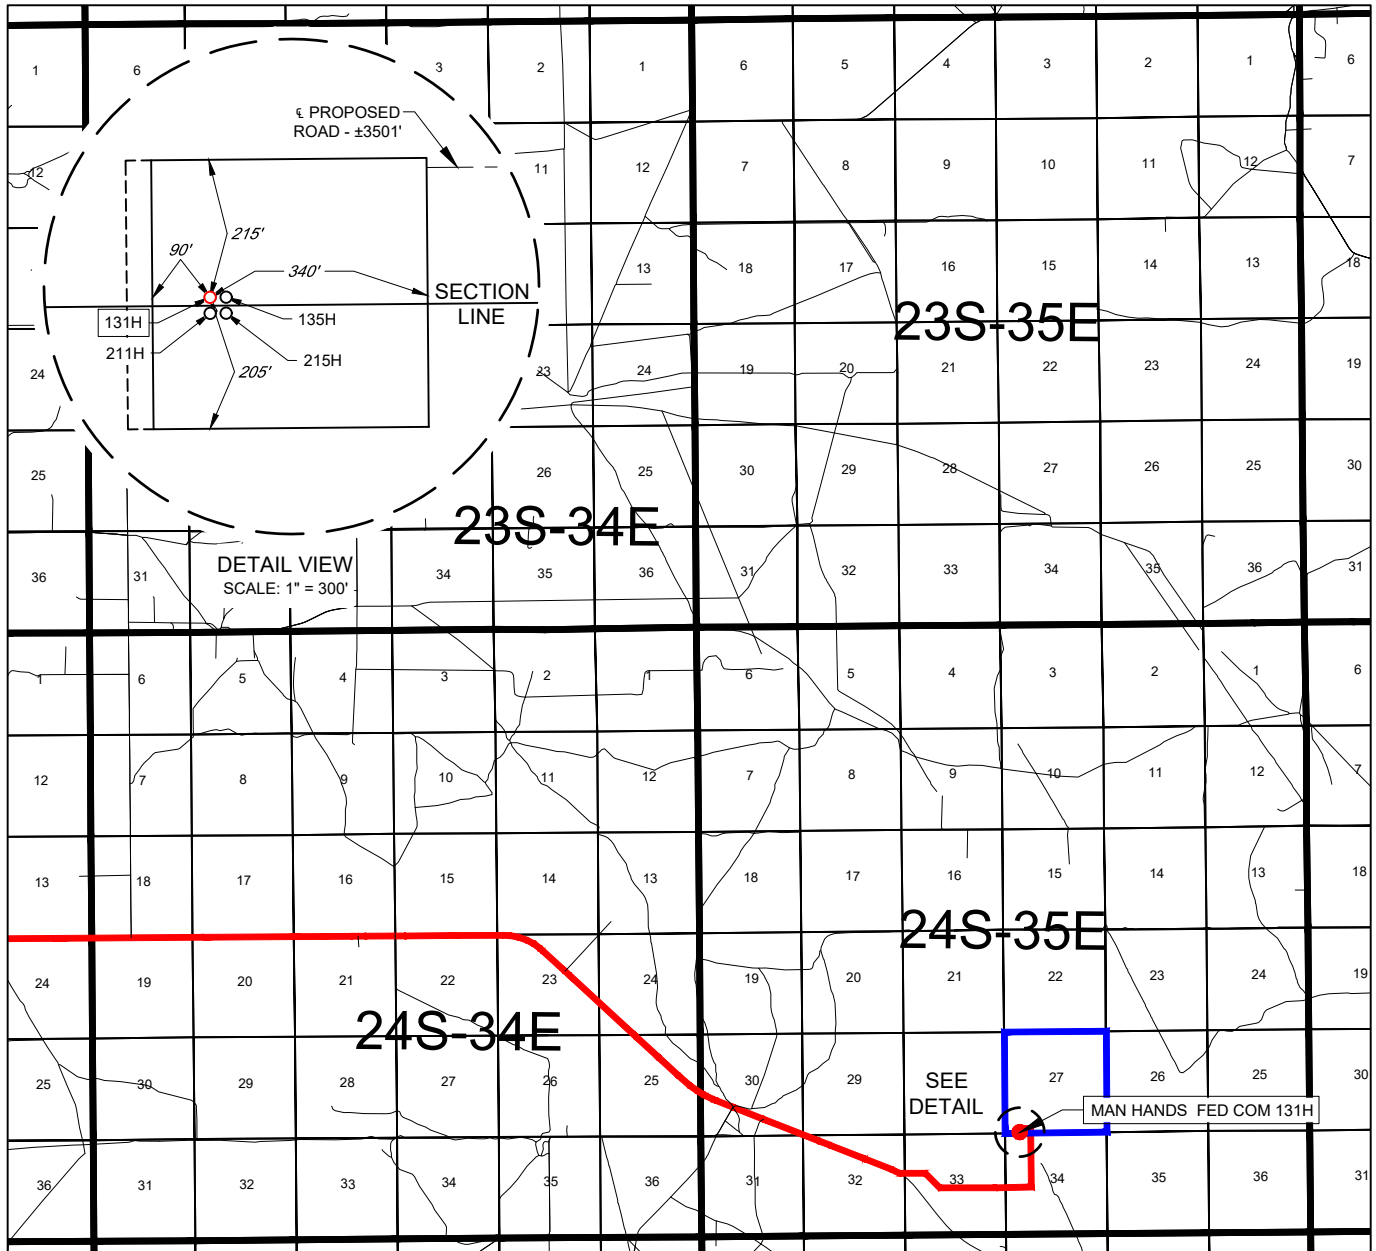 1 6 3 2 1 6 5 4 3 2 1 6
℄ PROPOSED
ROAD - ±3501'
12 11 12 7 8 9 10 11 12 7
215'
90'
340'
13 18 17 16 15 14 13 18
SECTION
LINE
131H
135H
211H
215H
205'
23S-35E
24 23 24 19 20 21 22 23 24 19
25 26 25 30 29 28 27 26 25 30
23S-34E
DETAIL VIEW
SCALE: 1" = 300'
36 31 34 35 36 31 32 33 34 35 36 31
1 6 5 4 3 2 1 6 5 4 3 2 1 6
12 7 8 9 10 11 12 7 8 9 10 11 12 7
13 18 17 16 15 14 13 18 17 16 15 14 13 18
24S-35E
24 19 20 21 22 23 24 19 20 21 22 23 24 19
24S-34E
25 30 29 28 27 26 25 30 29 27 26 25 30
SEE
DETAIL
MAN HANDS FED COM 131H
36 31 32 33 34 35 36 31 32 33 34 35 36 31